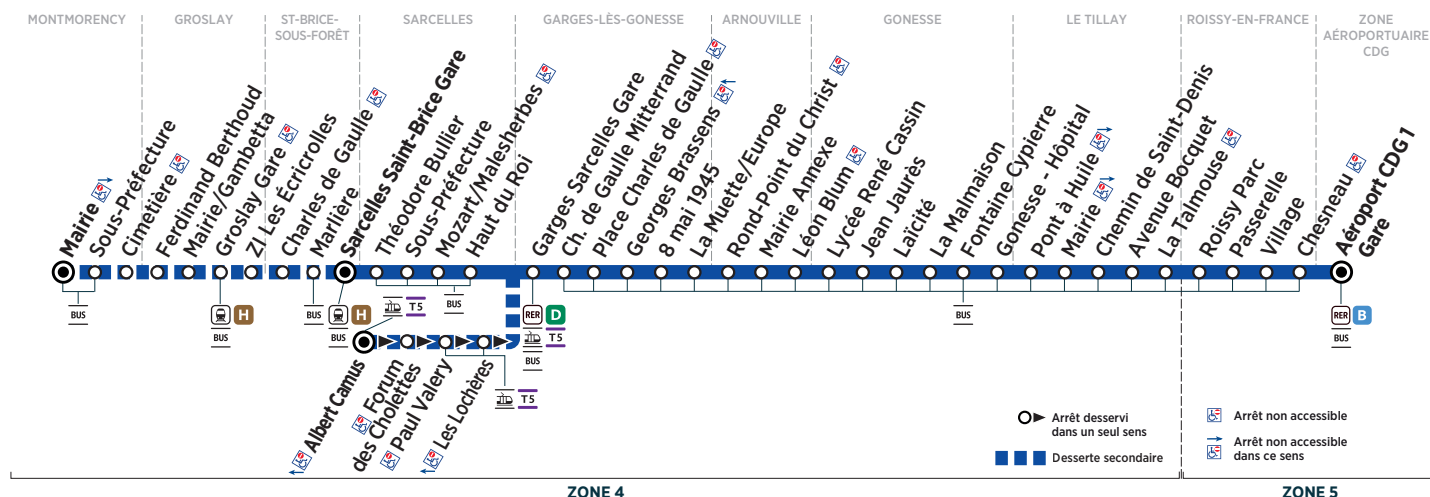 MONTMORENCY
GROSLAY
ST-BRICE-
SOUS-FORÊT
SARCELLES
GARGES-LÈS-GONESSE
ARNOUVILLE
GONESSE
LE TILLAY
ROISSY-EN-FRANCE
ZONE
AÉROPORTUAIRE
CDG
Mairie
Sous-Préfecture
Cimetière
Ferdinand Berthoud
Mairie/Gambetta
Groslay Gare
ZI Les Écricrolles
Charles de Gaulle
Marlière
Sarcelles Saint-Brice Gare
Théodore Bullier
Sous-Préfecture
Mozart/Malesherbes
Haut du Roi
Garges Sarcelles Gare
Ch. de Gaulle Mitterrand
Place Charles de Gaulle
Georges Brassens
8 mai 1945
La Muette/Europe
Rond-Point du Christ
Mairie Annexe
Léon Blum
Lycée René Cassin
Jean Jaurès
Laïcité
La Malmaison
Fontaine Cypierre
Gonesse - Hôpital
Pont à Huile
Mairie
Chemin de Saint-Denis
Avenue Bocquet
La Talmouse
Roissy Parc
Passerelle
Village
Chesneau
Aéroport CDG 1
Gare
BUS
H
BUS
BUS
H
BUS
T5
BUS
RER D
T5
BUS
BUS
RER B
BUS
Albert Camus
Forum
des Cholettes
Paul Valery
Les Lochères
T5
Arrêt desservi
dans un seul sens
Desserte secondaire
Arrêt non accessible
Arrêt non accessible
dans ce sens
ZONE 4
ZONE 5